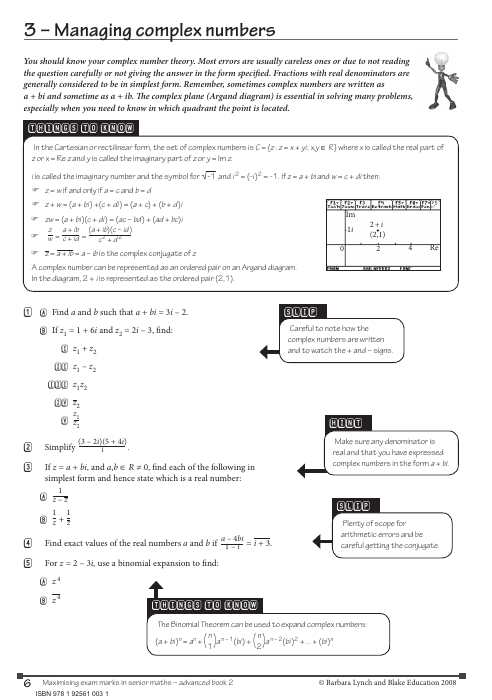 3 – Managing complex numbers
You should know your complex number theory. Most errors are usually careless ones or due to not reading
the question carefully or not giving the answer in the form specified. Fractions with real denominators are
generally considered to be in simplest form. Remember, sometimes complex numbers are written as
a + bi and sometime as a + ib. The complex plane (Argand diagram) is essential in solving many problems,
especially when you need to know in which quadrant the point is located.
THINGS TO KNOW
In the Cartesian or rectilinear form, the set of complex numbers is C = {z: z = x + yi; x,y ∈ R} where x is called the real part of
z or x = Re z and y is called the imaginary part of z or y = Im z.
i is called the imaginary number and the symbol for √-1 and i² = (-i)² = -1. If z = a + bi and w = c + di then:
☞ z = w if and only if a = c and b = d
☞ z + w = (a + bi) + (c + di) = (a + c) + (b + d)i
☞ zw = (a + bi)(c + di) = (ac – bd) + (ad + bc)i
☞ z/w = (a + ib)/(c + vi) = (a + ib)(c – id)/(c² + d²)
☞ z̅ = \overline{a + ib} = a – ib is the complex conjugate of z
A complex number can be represented as an ordered pair on an Argand diagram.
In the diagram, 2 + i is represented as the ordered pair (2,1).
Im
1i
2 + i
(2,1)
0 2 4 Re
1 A Find a and b such that a + bi = 3i – 2.
B If z₁ = 1 + 6i and z₂ = 2i – 3, find:
I z₁ + z₂
II z₁ – z₂
III z₁z₂
IV z̅₂
V z₁/z₂
SLIP
Careful to note how the
complex numbers are written
and to watch the + and – signs.
2 Simplify (3 – 2i)(5 + 4i)/i.
HINT
Make sure any denominator is
real and that you have expressed
complex numbers in the form a + bi.
3 If z = a + bi, and a,b ∈ R ≠ 0, find each of the following in
simplest form and hence state which is a real number:
A 1/(z – z̅)
B 1/z + 1/z̅
SLIP
Plenty of scope for
arithmetic errors and be
careful getting the conjugate.
4 Find exact values of the real numbers a and b if (a – 4bi)/(1 – i) = \overline{i + 3}.
5 For z = 2 – 3i, use a binomial expansion to find:
A z⁴
B \overline{z⁴}
THINGS TO KNOW
The Binomial Theorem can be used to expand complex numbers:
(a + bi)ⁿ = aⁿ + (n 1)aⁿ⁻¹(bi) + (n 2)aⁿ⁻²(bi)² + ... + (bi)ⁿ
6 Maximising exam marks in senior maths – advanced book 2
© Barbara Lynch and Blake Education 2008
ISBN 978 1 92561 003 1